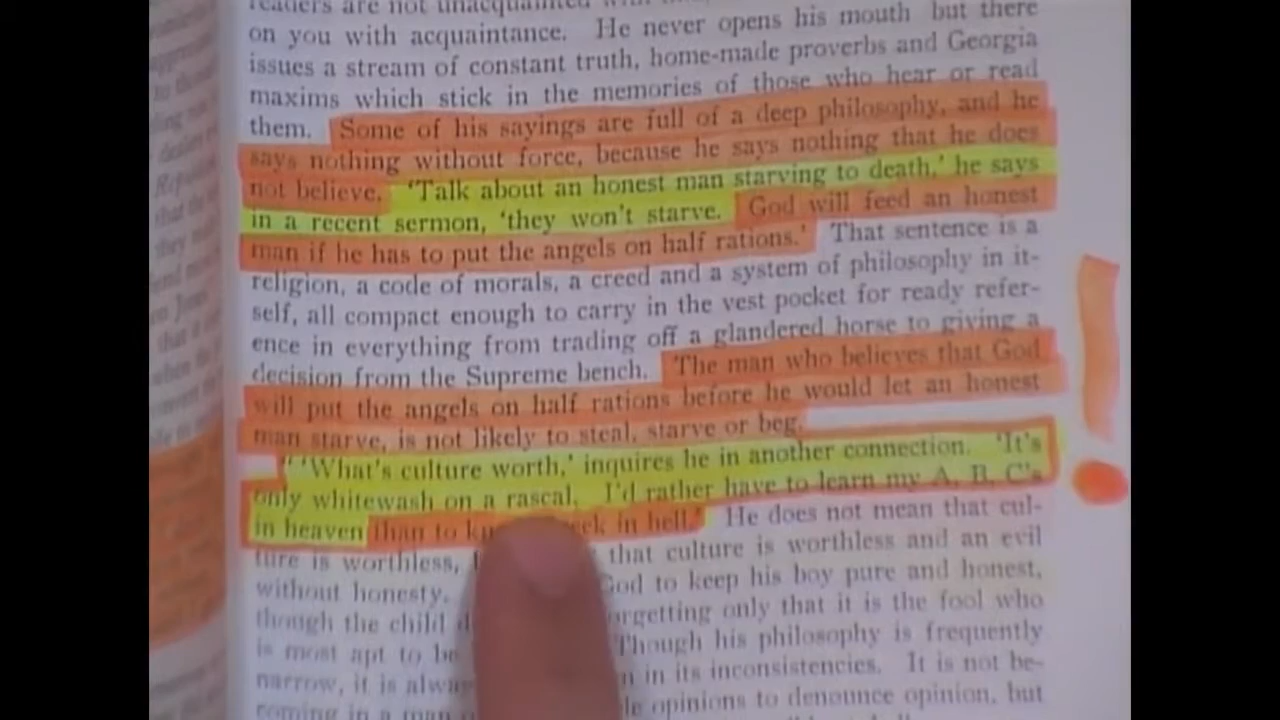 readers are not unacquainted
on you with acquaintance. He never opens his mouth but there
issues a stream of constant truth, home-made proverbs and Georgia
maxims which stick in the memories of those who hear or read
them. Some of his sayings are full of a deep philosophy, and he
says nothing without force, because he says nothing that he does
not believe. 'Talk about an honest man starving to death,' he says
in a recent sermon, 'they won't starve. God will feed an honest
man if he has to put the angels on half rations.' That sentence is a
religion, a code of morals, a creed and a system of philosophy in it-
self, all compact enough to carry in the vest pocket for ready refer-
ence in everything from trading off a glandered horse to giving a
decision from the Supreme bench. The man who believes that God
will put the angels on half rations before he would let an honest
man starve, is not likely to steal, starve or beg.
" 'What's culture worth,' inquires he in another connection. 'It's
only whitewash on a rascal. I'd rather have to learn my A, B, C's
in heaven than to in hell.' He does not mean that cul-
ture is worthless, that culture is worthless and an evil
without honesty. God to keep his boy pure and honest,
though the child only that it is the fool who
is most apt to be Though his philosophy is frequently
narrow, it is in its inconsistencies. It is not be-
coming in a man opinions to denounce opinion, but